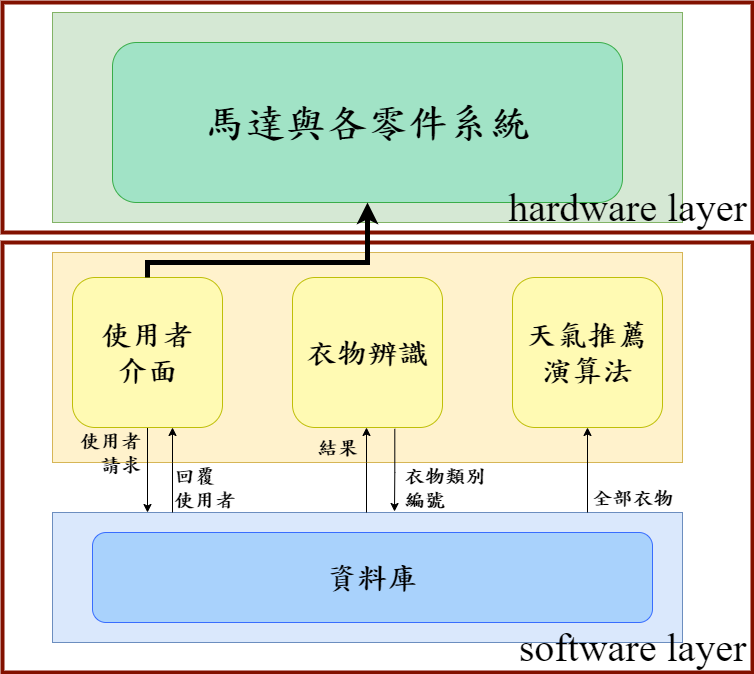 馬達與各零件系統
hardware layer
使用者
介面
衣物辨識
天氣推薦
演算法
使用者
請求
回覆
使用者
結果
衣物類別
編號
全部衣物
資料庫
software layer